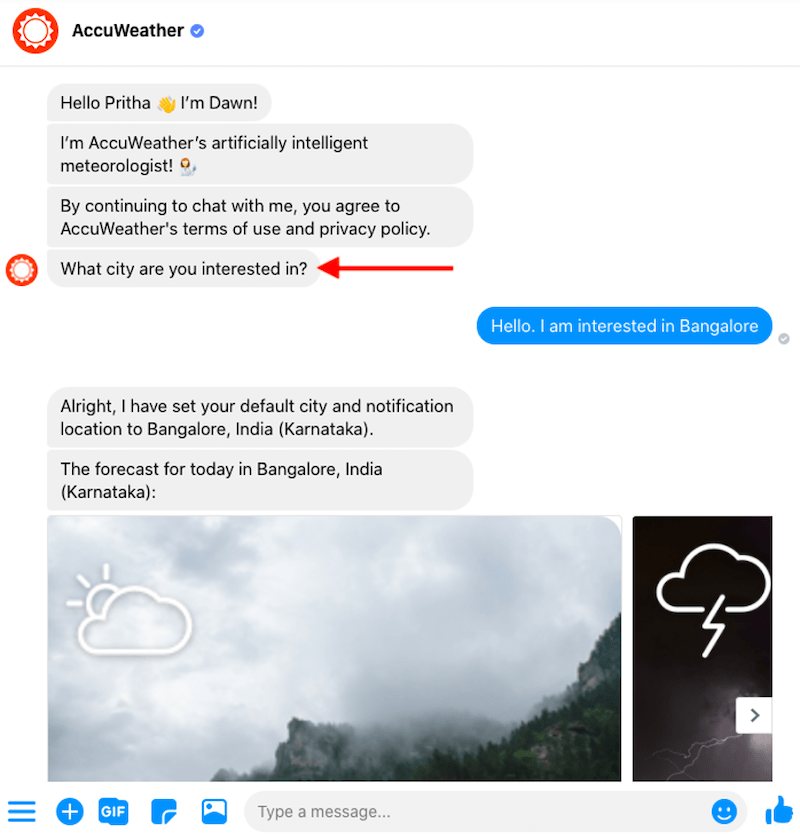 AccuWeather
Hello Pritha 👋 I'm Dawn!
I'm AccuWeather's artificially intelligent
meteorologist! 👩‍🔬
By continuing to chat with me, you agree to
AccuWeather's terms of use and privacy policy.
What city are you interested in?
Hello. I am interested in Bangalore
Alright, I have set your default city and notification
location to Bangalore, India (Karnataka).
The forecast for today in Bangalore, India
(Karnataka):
GIF
Type a message...